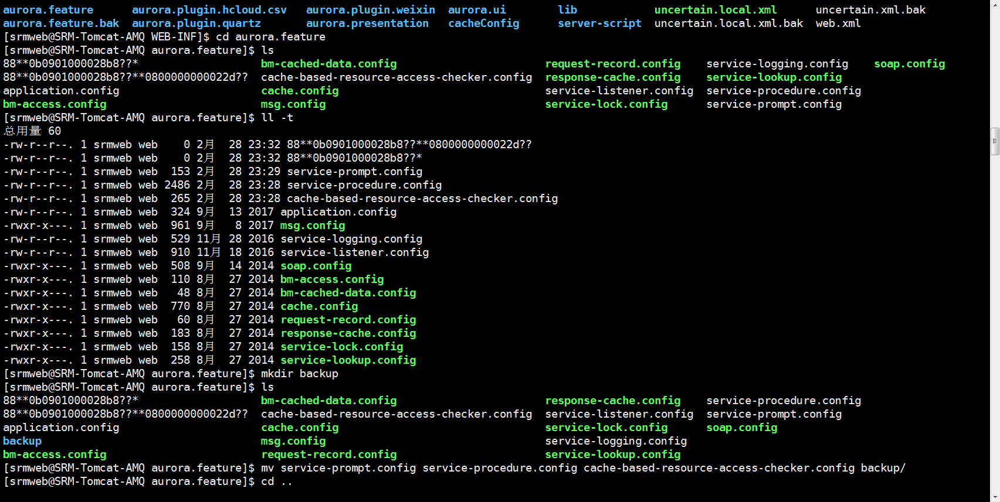 aurora.feature      aurora.plugin.hcloud.csv   aurora.plugin.weixin  aurora.ui        lib            uncertain.local.xml      uncertain.xml.bak
aurora.feature.bak  aurora.plugin.quartz       aurora.presentation   cacheConfig      server-script  uncertain.local.xml.bak  web.xml
[srmweb@SRM-Tomcat-AMQ WEB-INF]$ cd aurora.feature
[srmweb@SRM-Tomcat-AMQ aurora.feature]$ ls
88**0b0901000028b8??*                   bm-cached-data.config                       request-record.config    service-logging.config    soap.config
88**0b0901000028b8??**0800000000022d??  cache-based-resource-access-checker.config  response-cache.config    service-lookup.config
application.config                      cache.config                                service-listener.config  service-procedure.config
bm-access.config                        msg.config                                  service-lock.config      service-prompt.config
[srmweb@SRM-Tomcat-AMQ aurora.feature]$ ll -t
总用量 60
-rw-r--r--. 1 srmweb web    0 2月  28 23:32 88**0b0901000028b8??**0800000000022d??
-rw-r--r--. 1 srmweb web    0 2月  28 23:32 88**0b0901000028b8??*
-rw-r--r--. 1 srmweb web  153 2月  28 23:29 service-prompt.config
-rw-r--r--. 1 srmweb web 2486 2月  28 23:28 service-procedure.config
-rw-r--r--. 1 srmweb web  265 2月  28 23:28 cache-based-resource-access-checker.config
-rw-r--r--. 1 srmweb web  324 9月  13 2017 application.config
-rwxr-x---. 1 srmweb web  961 9月   8 2017 msg.config
-rw-r--r--. 1 srmweb web  529 11月 28 2016 service-logging.config
-rw-r--r--. 1 srmweb web  910 11月 18 2016 service-listener.config
-rwxr-x---. 1 srmweb web  508 9月  14 2014 soap.config
-rwxr-x---. 1 srmweb web  110 8月  27 2014 bm-access.config
-rwxr-x---. 1 srmweb web   48 8月  27 2014 bm-cached-data.config
-rwxr-x---. 1 srmweb web  770 8月  27 2014 cache.config
-rwxr-x---. 1 srmweb web   60 8月  27 2014 request-record.config
-rwxr-x---. 1 srmweb web  183 8月  27 2014 response-cache.config
-rwxr-x---. 1 srmweb web  158 8月  27 2014 service-lock.config
-rwxr-x---. 1 srmweb web  258 8月  27 2014 service-lookup.config
[srmweb@SRM-Tomcat-AMQ aurora.feature]$ mkdir backup
[srmweb@SRM-Tomcat-AMQ aurora.feature]$ ls
88**0b0901000028b8??*                   bm-cached-data.config                       response-cache.config    service-procedure.config
88**0b0901000028b8??**0800000000022d??  cache-based-resource-access-checker.config  service-listener.config  service-prompt.config
application.config                      cache.config                                service-lock.config      soap.config
backup                                  msg.config                                  service-logging.config
bm-access.config                        request-record.config                       service-lookup.config
[srmweb@SRM-Tomcat-AMQ aurora.feature]$ mv service-prompt.config service-procedure.config cache-based-resource-access-checker.config backup/
[srmweb@SRM-Tomcat-AMQ aurora.feature]$ cd ..